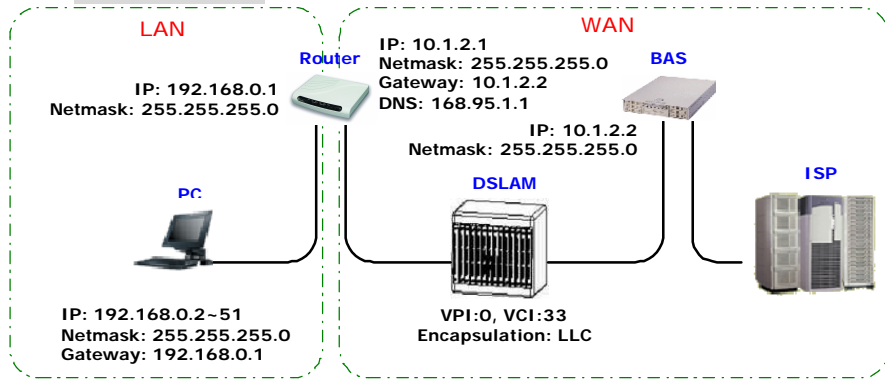 LAN
WAN
Router
IP: 10.1.2.1
Netmask: 255.255.255.0
Gateway: 10.1.2.2
DNS: 168.95.1.1
BAS
IP: 192.168.0.1
Netmask: 255.255.255.0
IP: 10.1.2.2
Netmask: 255.255.255.0
DSLAM
ISP
PC
IP: 192.168.0.2~51
Netmask: 255.255.255.0
Gateway: 192.168.0.1
VPI:0, VCI:33
Encapsulation: LLC